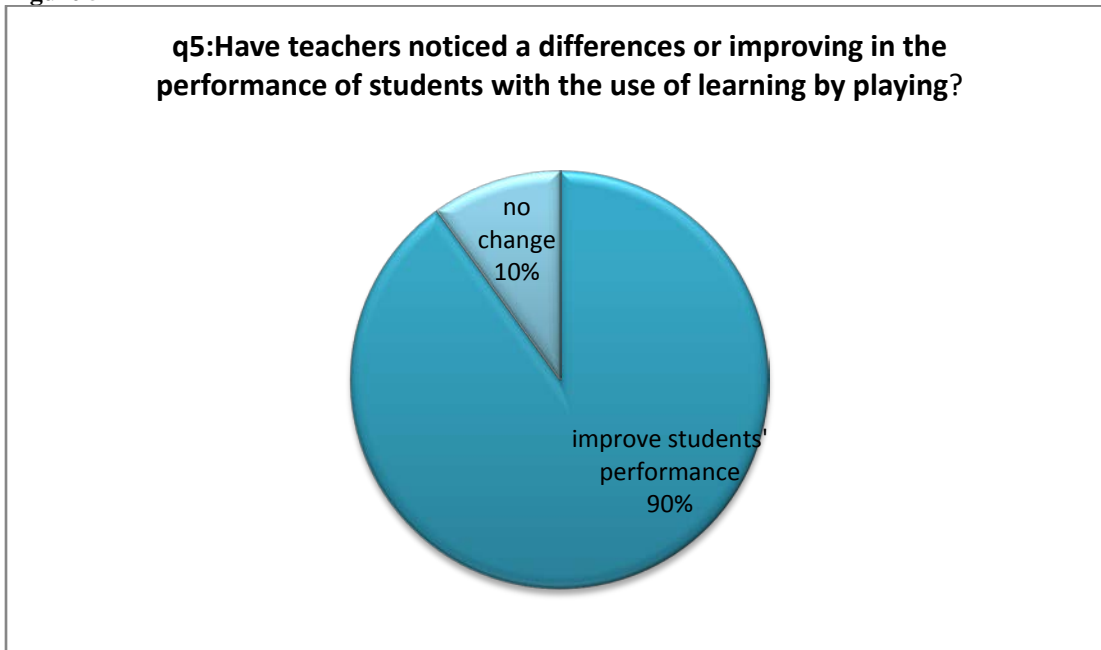 q5:Have teachers noticed a differences or improving in the
performance of students with the use of learning by playing?
no
change
10%
improve students'
performance
90%